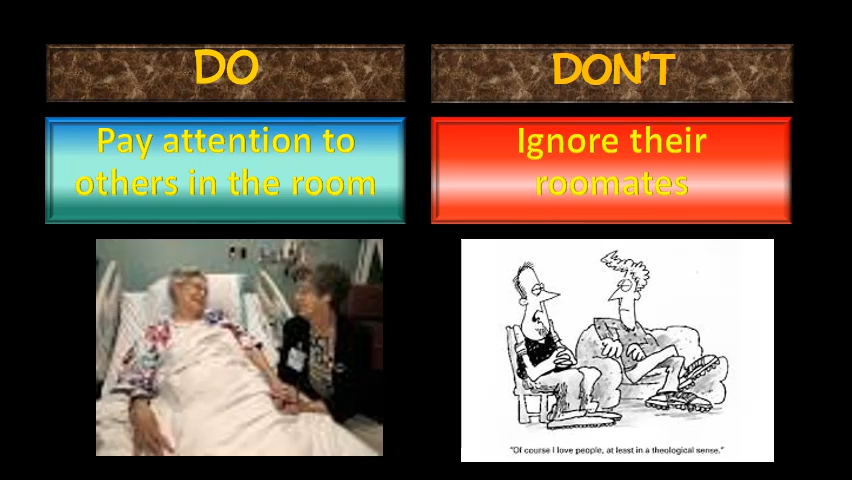 DO
DON'T
Pay attention to
others in the room
Ignore their
roomates
"Of course I love people, at least in a theological sense."